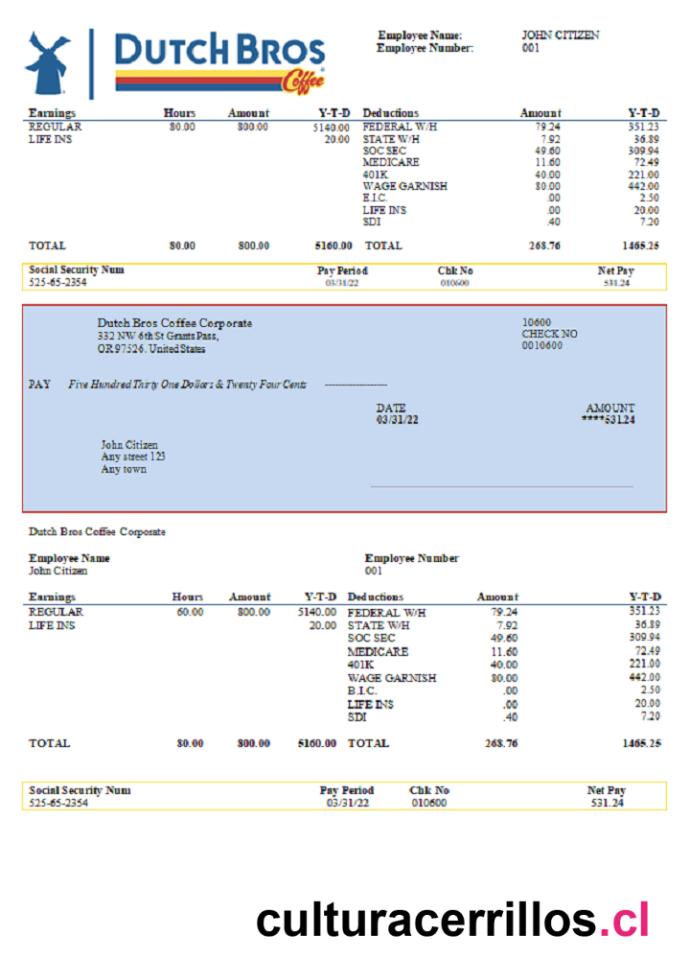 DUTCH BROS
Coffee
Employee Name: JOHN CITIZEN
Employee Number: 001
Earnings Hours Amount Y-T-D Deductions Amount Y-T-D
REGULAR 80.00 800.00 5140.00 FEDERAL W/H 79.24 351.23
LIFE INS 20.00 STATE W/H 7.92 36.89
SOC SEC 49.60 309.94
MEDICARE 11.60 72.49
401K 40.00 221.00
WAGE GARNISH 80.00 442.00
E.I.C. .00 2.50
LIFE INS .00 20.00
SDI .40 7.20
TOTAL 80.00 800.00 5160.00 TOTAL 268.76 1465.25
Social Security Num Pay Period Chk No Net Pay
525-65-2354 03/31/22 010600 531.24
Dutch Bros Coffee Corporate 10600
332 NW 6th St Grants Pass, CHECK NO
OR 97526. United States 0010600
PAY Five Hundred Thirty One Dollars & Twenty Four Cents --------------------
DATE AMOUNT
03/31/22 ****531.24
John Citizen
Any street 123
Any town
Dutch Bros Coffee Corporate
Employee Name Employee Number
John Citizen 001
Earnings Hours Amount Y-T-D Deductions Amount Y-T-D
REGULAR 60.00 800.00 5140.00 FEDERAL W/H 79.24 351.23
LIFE INS 20.00 STATE W/H 7.92 36.89
SOC SEC 49.60 309.94
MEDICARE 11.60 72.49
401K 40.00 221.00
WAGE GARNISH 80.00 442.00
B.I.C. .00 2.50
LIFE INS .00 20.00
SDI .40 7.20
TOTAL 80.00 800.00 5160.00 TOTAL 268.76 1465.25
Social Security Num Pay Period Chk No Net Pay
525-65-2354 03/31/22 010600 531.24
culturacerrillos.cl